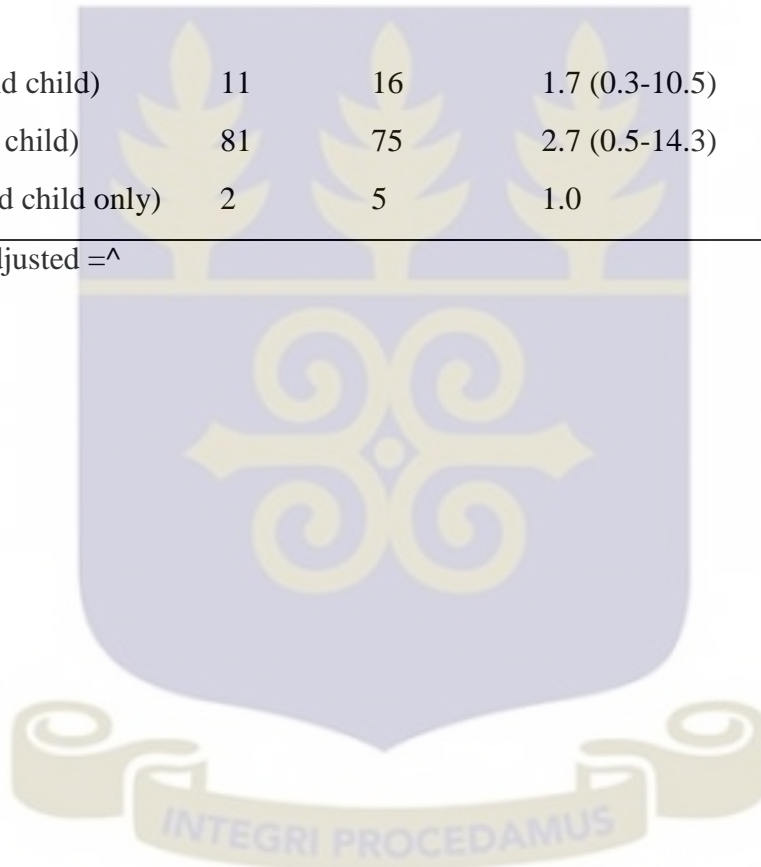 d child) 11 16 1.7 (0.3-10.5)
child) 81 75 2.7 (0.5-14.3)
d child only) 2 5 1.0
djusted =^
INTEGRI PROCEDAMUS